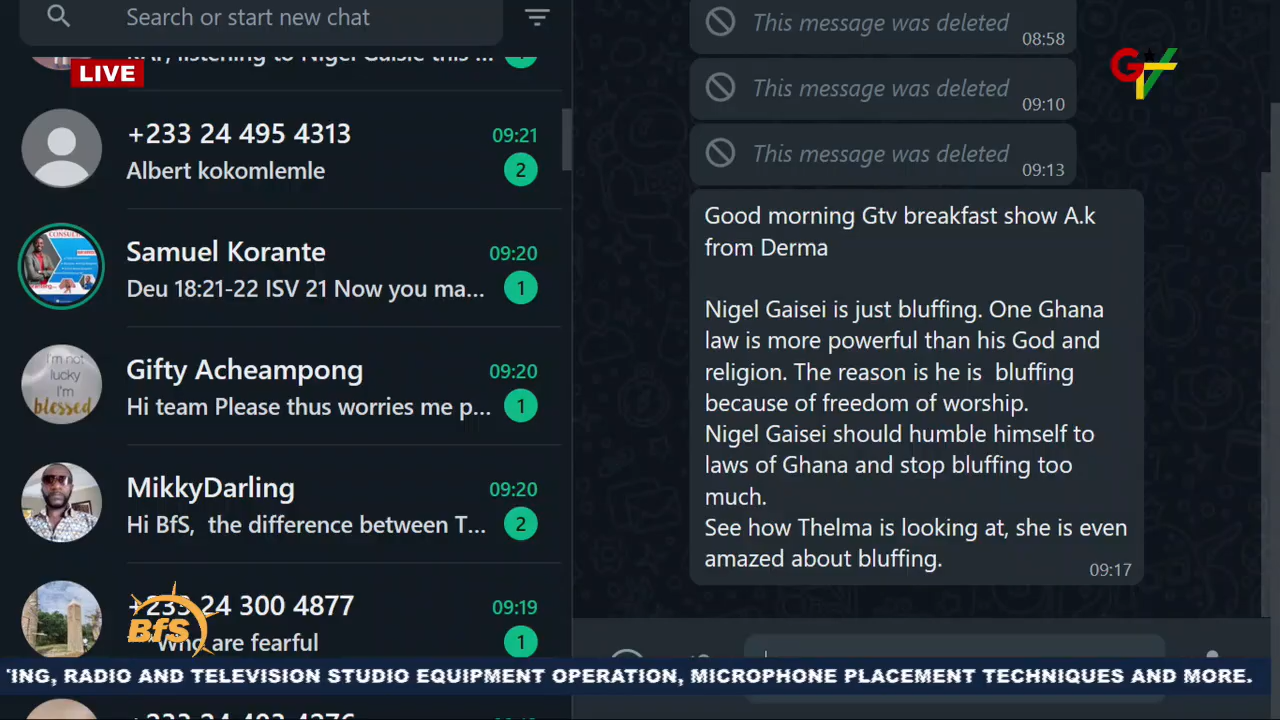 Search or start new chat
LIVE
+233 24 495 4313
09:21
Albert kokomlemle
2
Samuel Korante
09:20
Deu 18:21-22 ISV 21 Now you ma...
1
I'm not
lucky
I'm
blessed
Gifty Acheampong
09:20
Hi team Please thus worries me p...
1
MikkyDarling
09:20
Hi BfS, the difference between T...
2
+233 24 300 4877
09:19
who are fearful
1
BfS
This message was deleted
08:58
This message was deleted
09:10
This message was deleted
09:13
Good morning Gtv breakfast show A.k
from Derma
Nigel Gaisei is just bluffing. One Ghana
law is more powerful than his God and
religion. The reason is he is bluffing
because of freedom of worship.
Nigel Gaisei should humble himself to
laws of Ghana and stop bluffing too
much.
See how Thelma is looking at, she is even
amazed about bluffing.
09:17
GTV
'ING, RADIO AND TELEVISION STUDIO EQUIPMENT OPERATION, MICROPHONE PLACEMENT TECHNIQUES AND MORE.